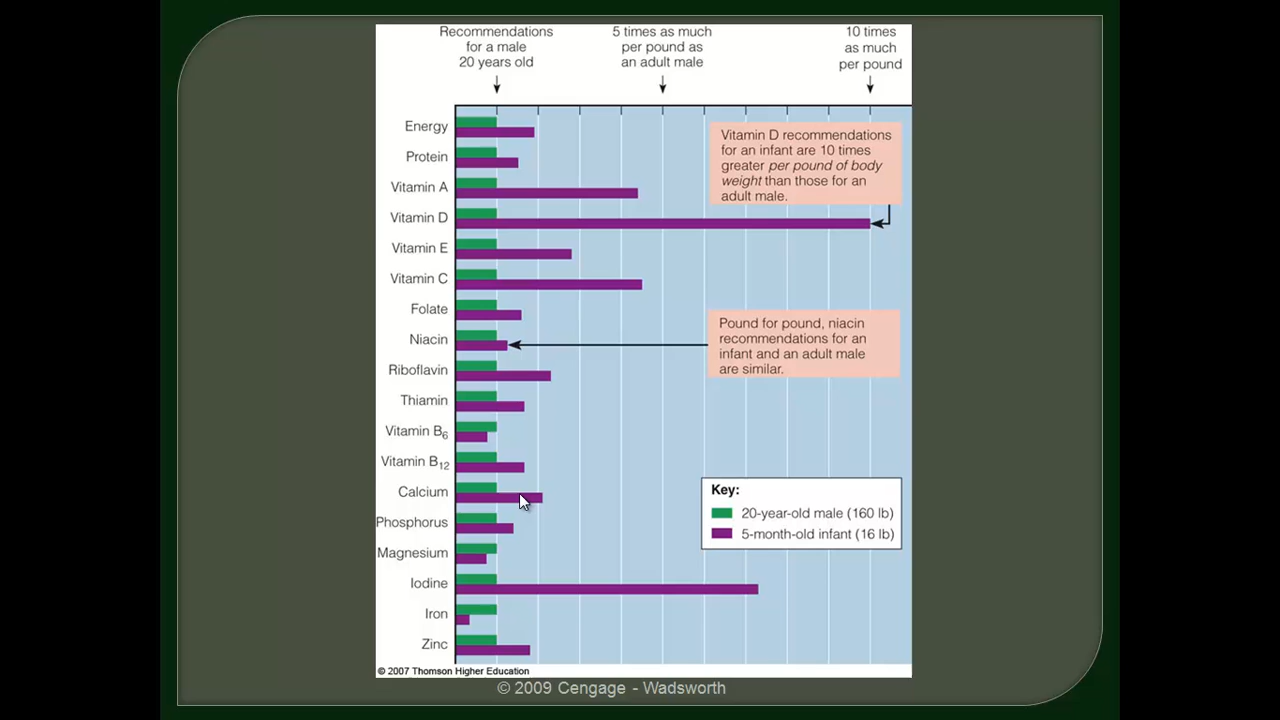 Recommendations
for a male
20 years old
5 times as much
per pound as
an adult male
10 times
as much
per pound
Energy
Protein
Vitamin A
Vitamin D
Vitamin E
Vitamin C
Folate
Niacin
Riboflavin
Thiamin
Vitamin B6
Vitamin B12
Calcium
Phosphorus
Magnesium
Iodine
Iron
Zinc
Vitamin D recommendations
for an infant are 10 times
greater per pound of body
weight than those for an
adult male.
Pound for pound, niacin
recommendations for an
infant and an adult male
are similar.
Key:
20-year-old male (160 lb)
5-month-old infant (16 lb)
© 2007 Thomson Higher Education
© 2009 Cengage - Wadsworth